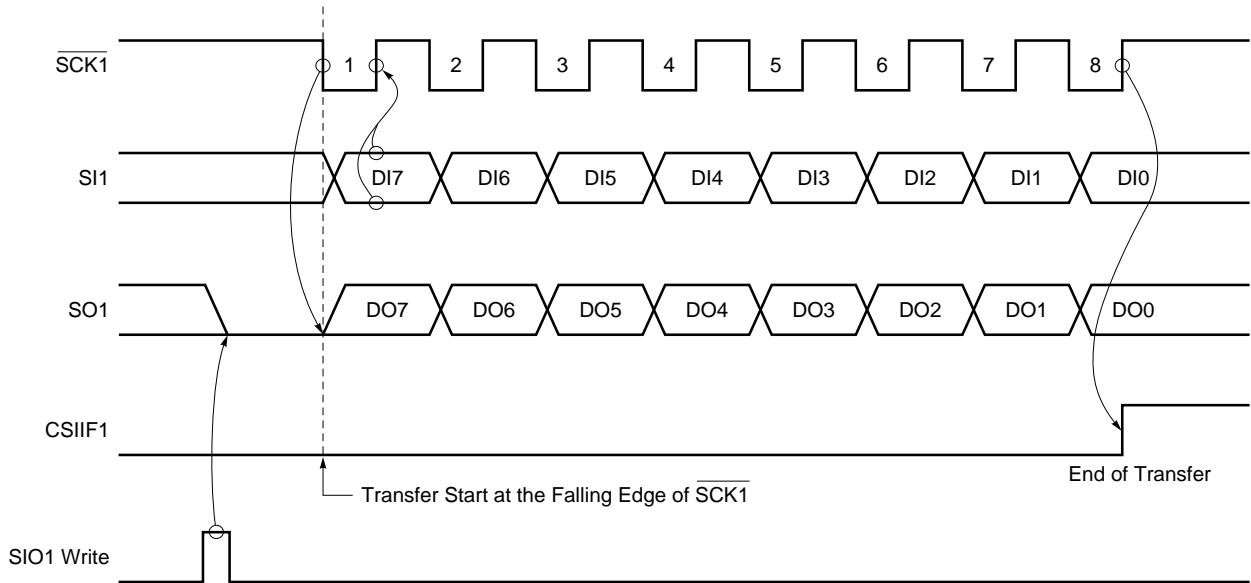 SCK1 1 2 3 4 5 6 7 8
SI1 DI7 DI6 DI5 DI4 DI3 DI2 DI1 DI0
SO1 DO7 DO6 DO5 DO4 DO3 DO2 DO1 DO0
CSIIF1
End of Transfer
Transfer Start at the Falling Edge of SCK1
SIO1 Write